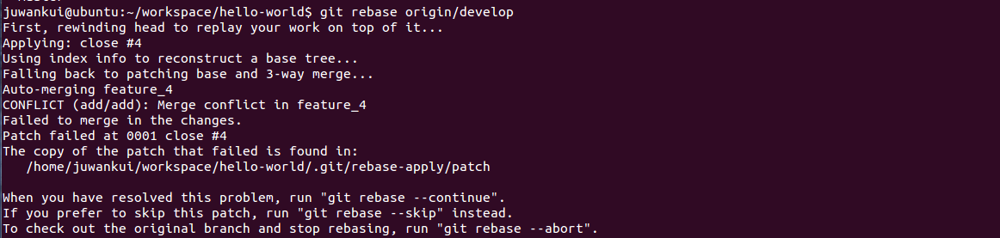 juwankui@ubuntu:~/workspace/hello-world$ git rebase origin/develop
First, rewinding head to replay your work on top of it...
Applying: close #4
Using index info to reconstruct a base tree...
Falling back to patching base and 3-way merge...
Auto-merging feature_4
CONFLICT (add/add): Merge conflict in feature_4
Failed to merge in the changes.
Patch failed at 0001 close #4
The copy of the patch that failed is found in:
   /home/juwankui/workspace/hello-world/.git/rebase-apply/patch

When you have resolved this problem, run "git rebase --continue".
If you prefer to skip this patch, run "git rebase --skip" instead.
To check out the original branch and stop rebasing, run "git rebase --abort".